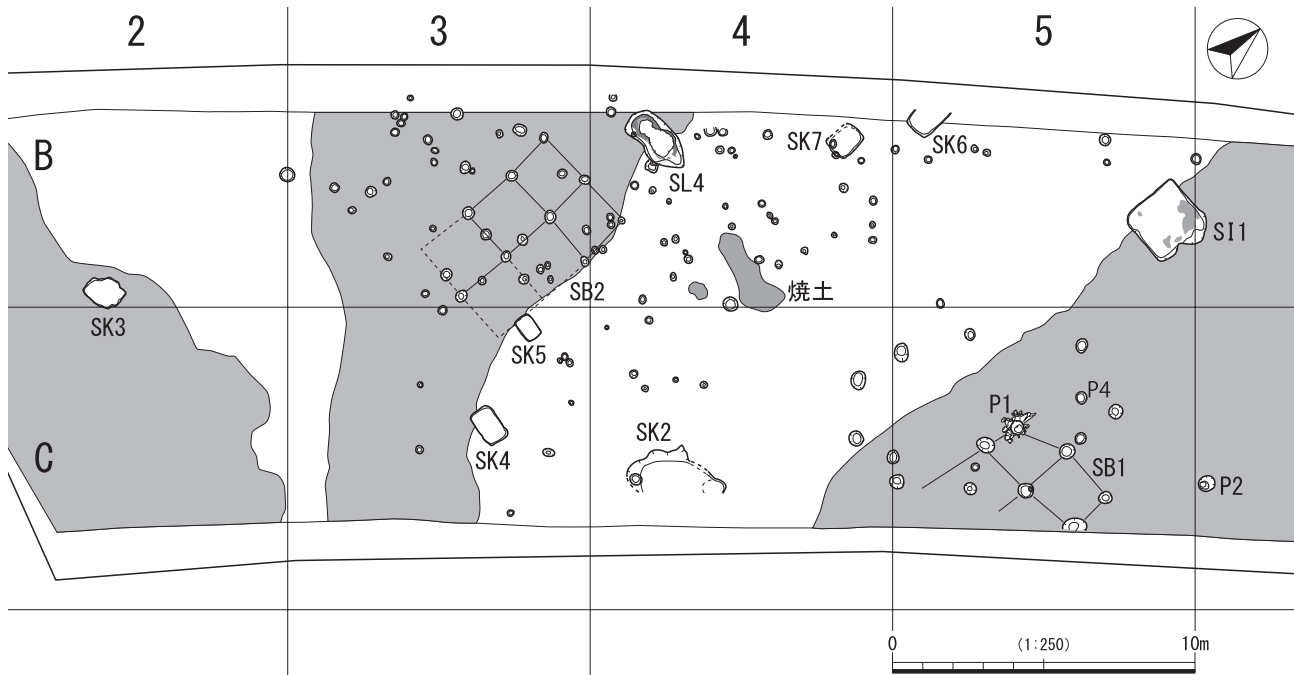 2 3 4 5
B
SK7
SK6
SL4
SI1
SB2
焼土
SK3
SK5
P4
P1
SK2
C
SK4
SB1
P2
0 (1:250) 10m